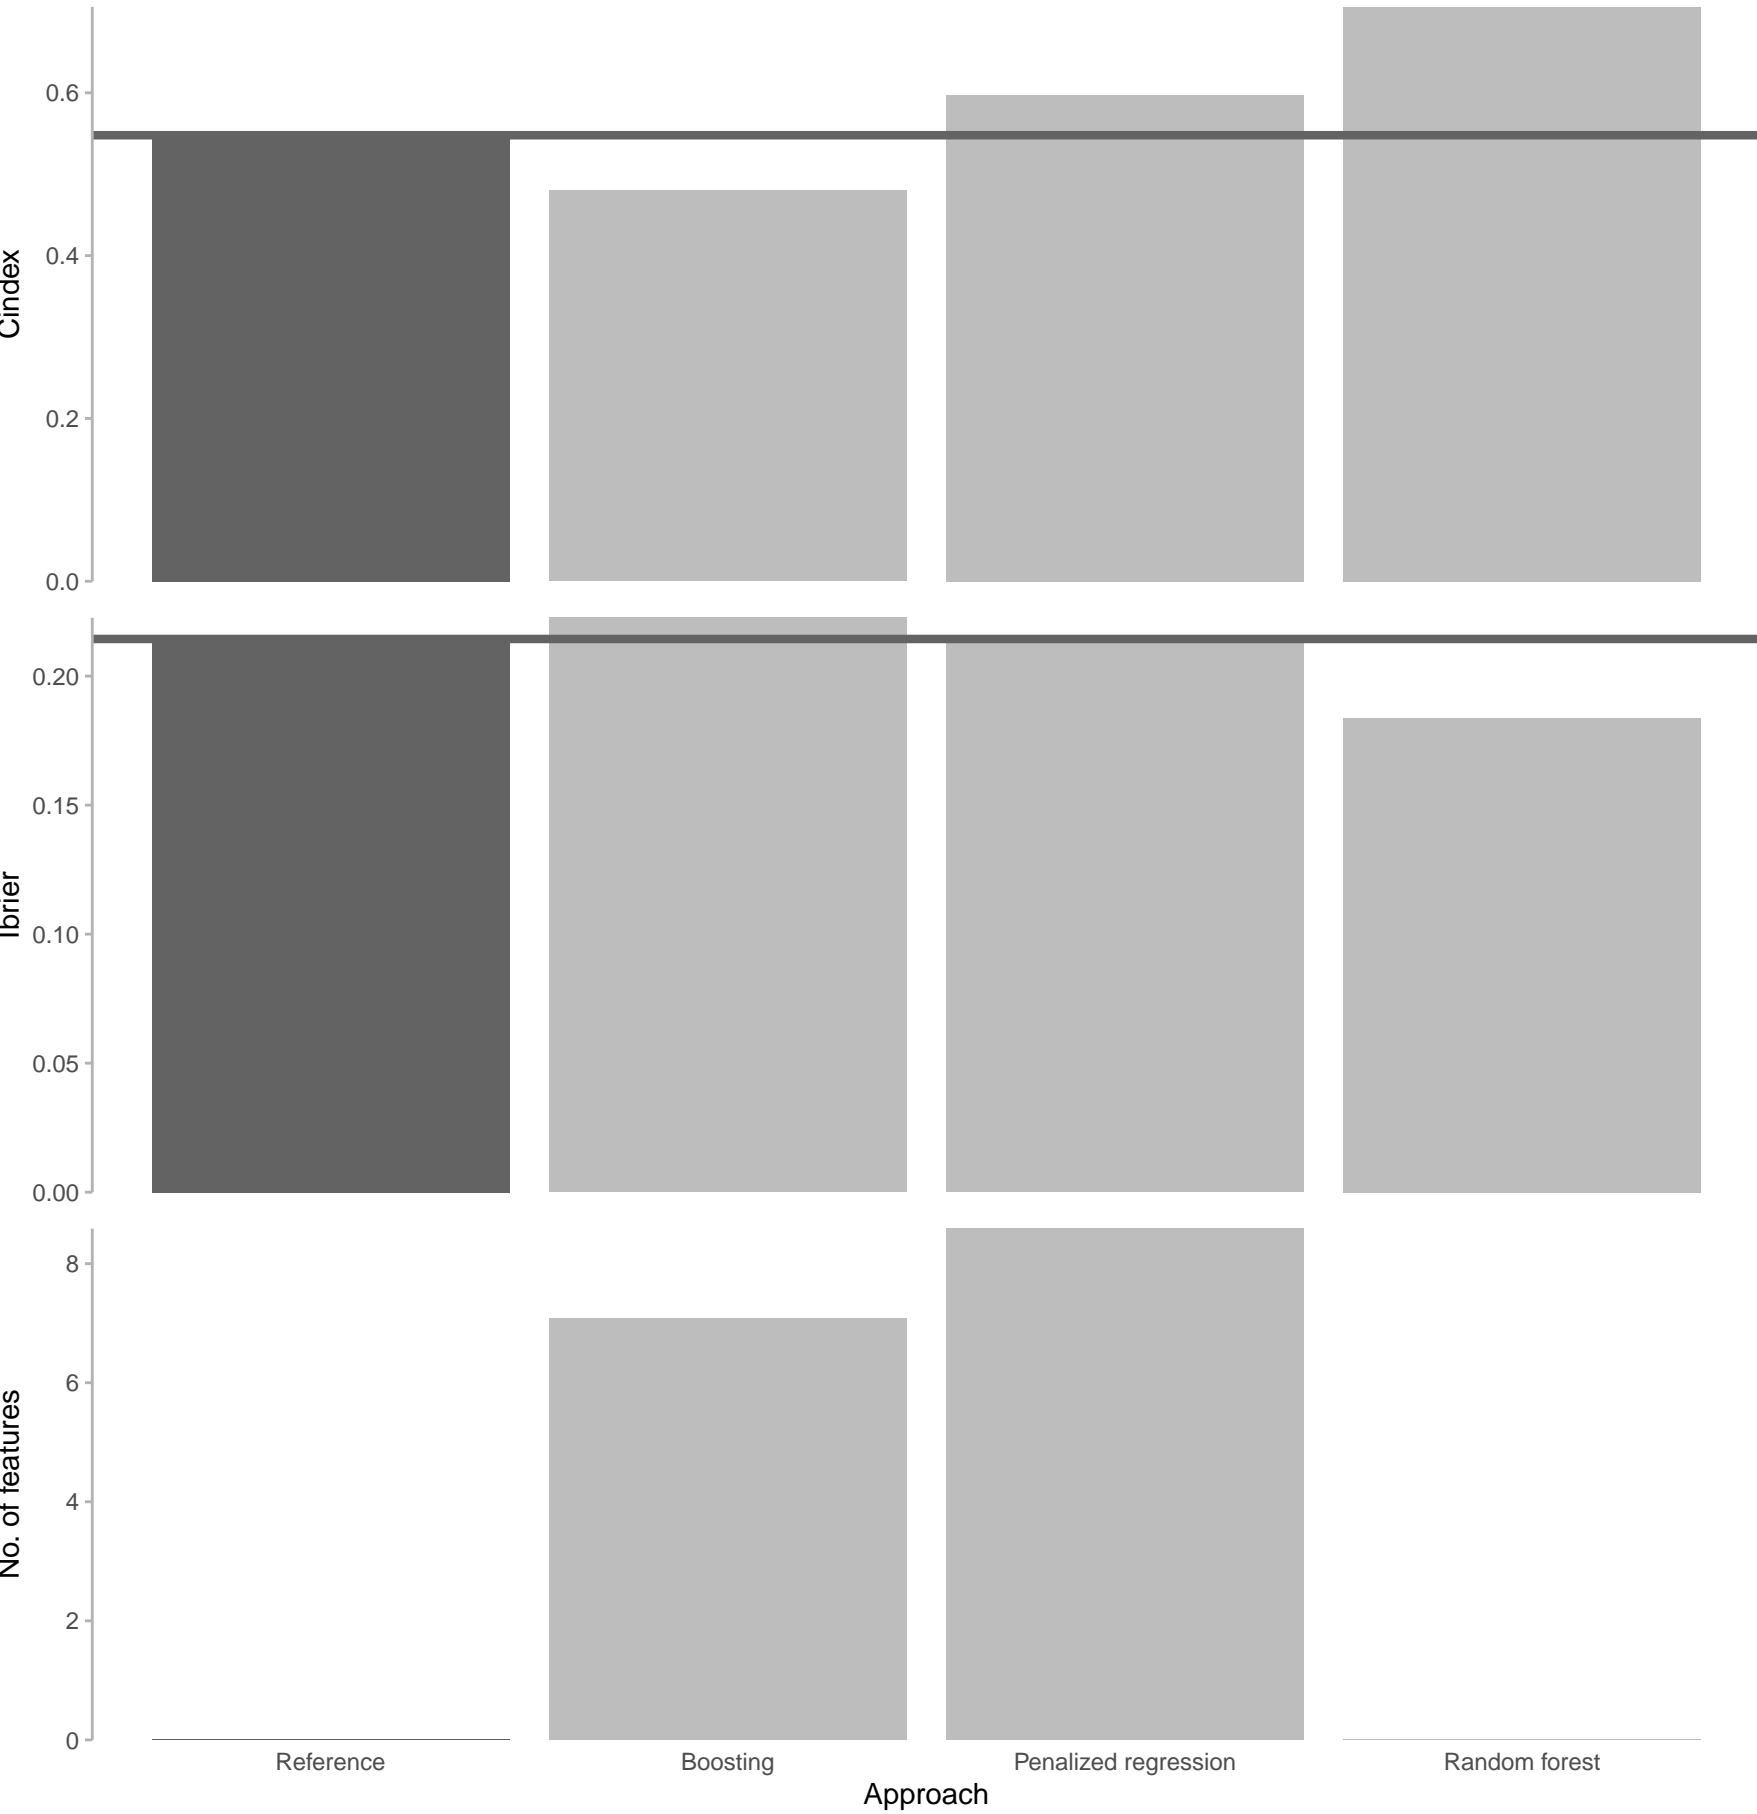 Cindex
0.6
0.4
0.2
0.0
Ibrier
0.20
0.15
0.10
0.05
0.00
No. of features
8
6
4
2
0
Reference Boosting Penalized regression Random forest
Approach